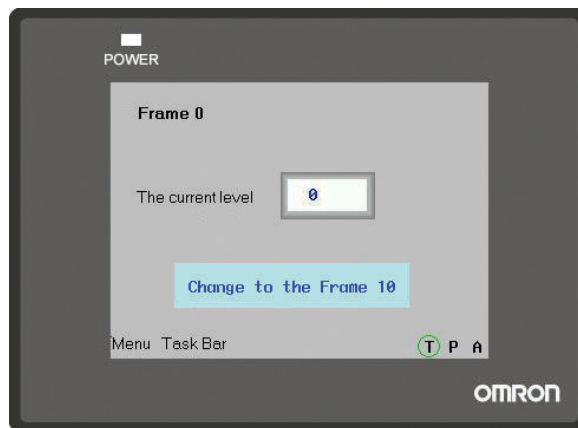 POWER
Frame 0
The current level 0
Change to the Frame 10
Menu Task Bar T P A
OMRON